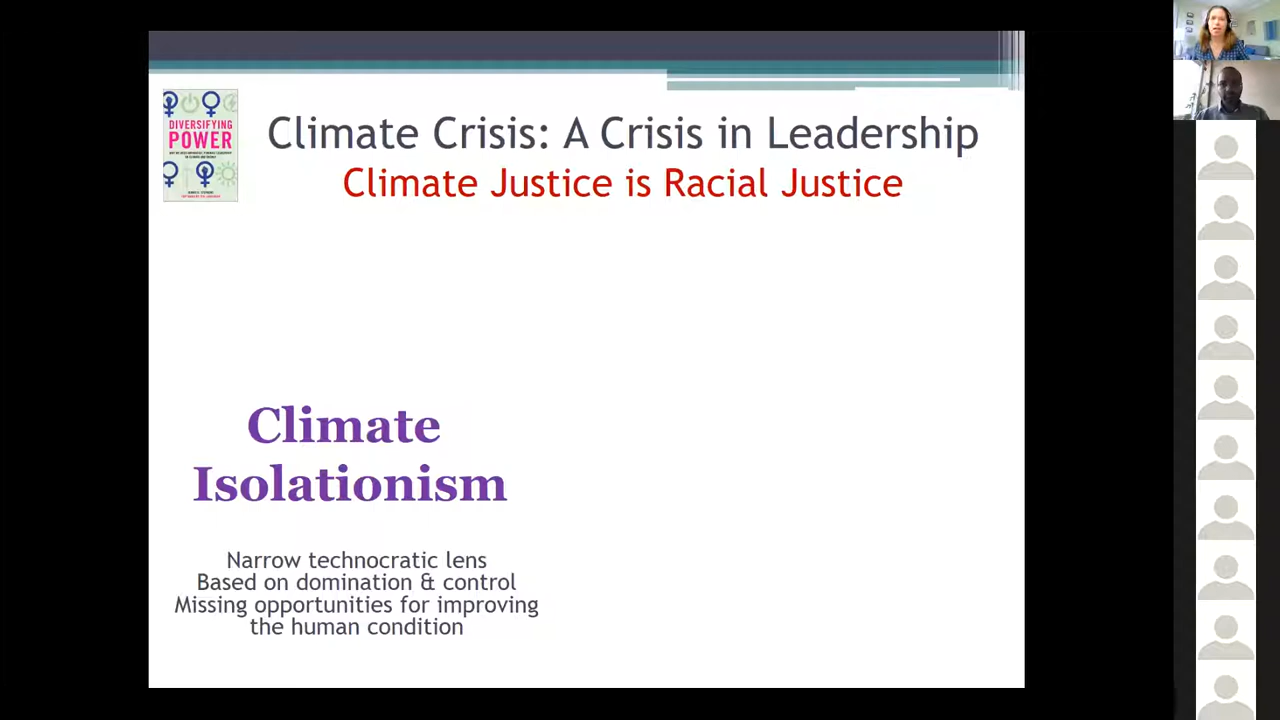 DIVERSIFYING
POWER
Climate Crisis: A Crisis in Leadership
Climate Justice is Racial Justice
Climate
Isolationism
Narrow technocratic lens
Based on domination & control
Missing opportunities for improving
the human condition